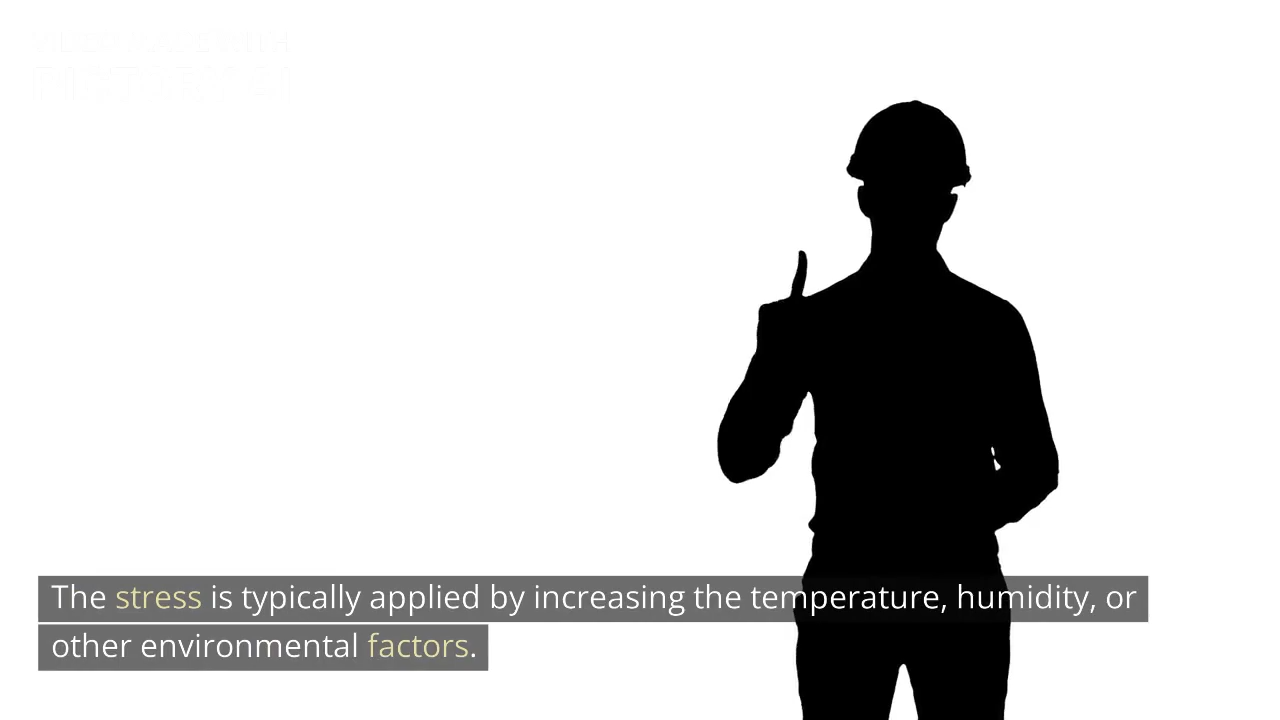 The stress is typically applied by increasing the temperature, humidity, or
other environmental factors.